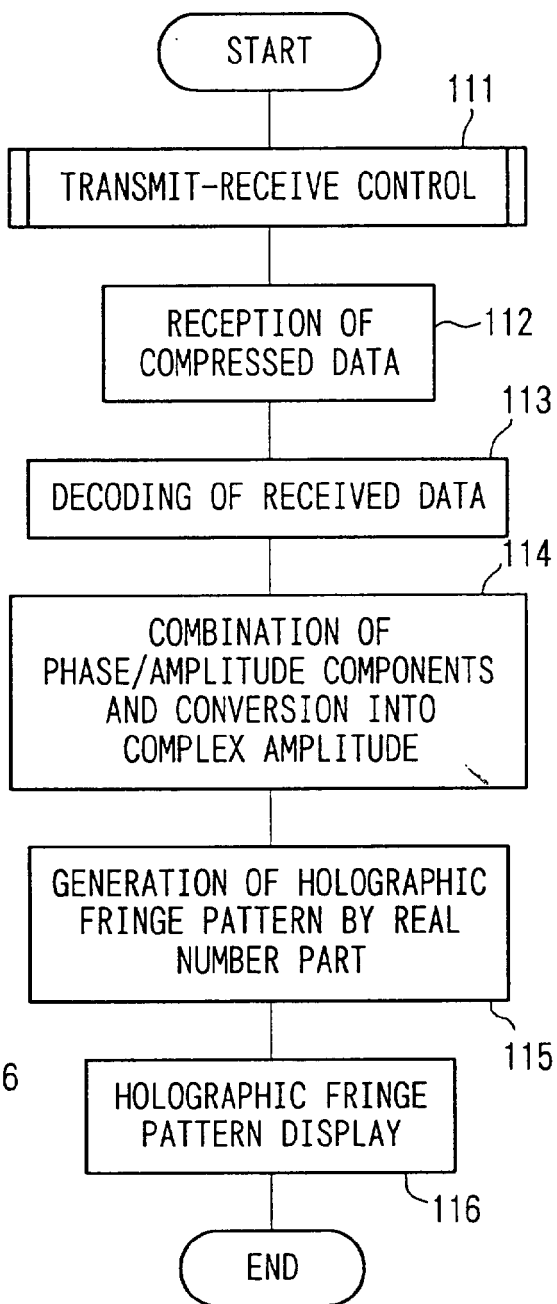 START
111
TRANSMIT-RECEIVE CONTROL
RECEPTION OF
COMPRESSED DATA
112
113
DECODING OF RECEIVED DATA
114
COMBINATION OF
PHASE/AMPLITUDE COMPONENTS
AND CONVERSION INTO
COMPLEX AMPLITUDE
GENERATION OF HOLOGRAPHIC
FRINGE PATTERN BY REAL
NUMBER PART
115
6
HOLOGRAPHIC FRINGE
PATTERN DISPLAY
116
END